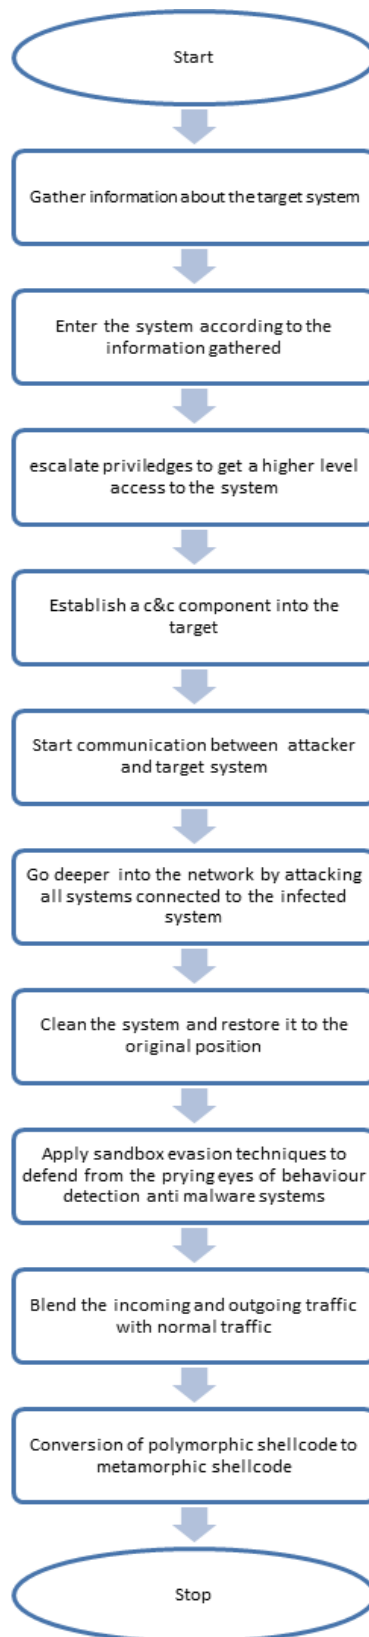 Start
Gather information about the target system
Enter the system according to the
information gathered
escalate priviledges to get a higher level
access to the system
Establish a c&c component into the
target
Start communication between attacker
and target system
Go deeper into the network by attacking
all systems connected to the infected
system
Clean the system and restore it to the
original position
Apply sandbox evasion techniques to
defend from the prying eyes of behaviour
detection anti malware systems
Blend the incoming and outgoing traffic
with normal traffic
Conversion of polymorphic shellcode to
metamorphic shellcode
Stop